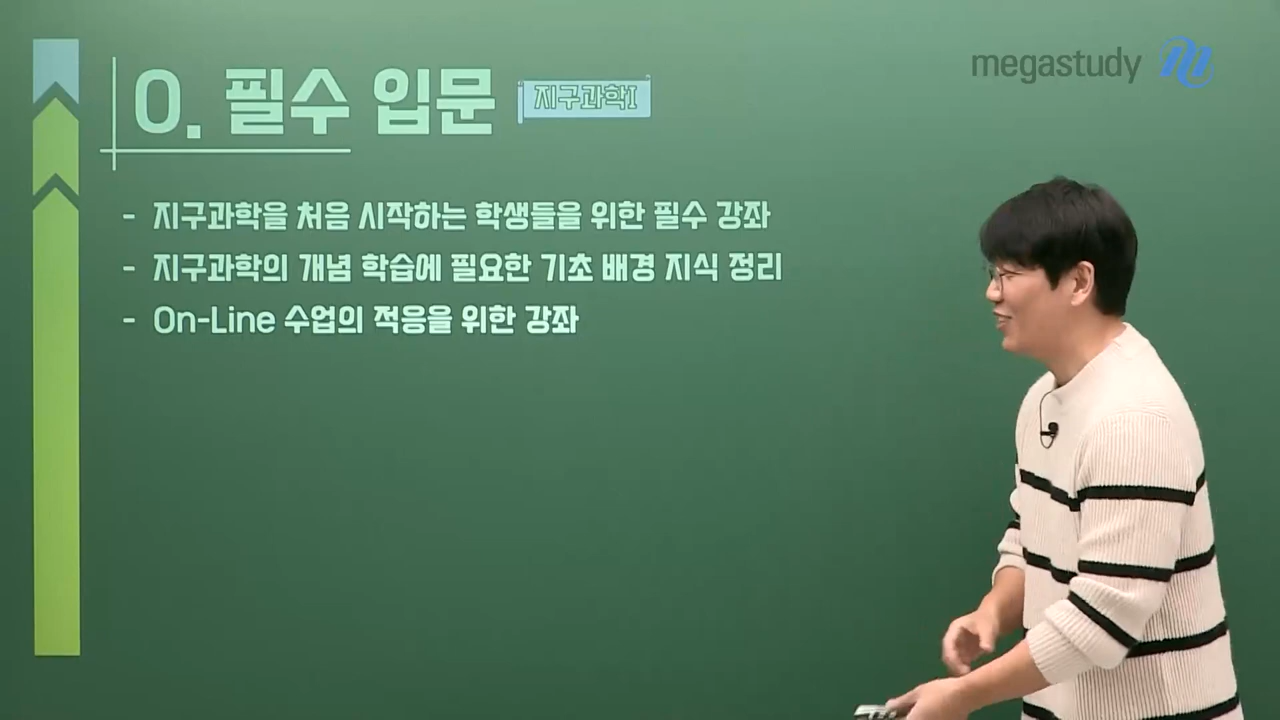 megastudy
0. 필수 입문 지구과학I
- 지구과학을 처음 시작하는 학생들을 위한 필수 강좌
- 지구과학의 개념 학습에 필요한 기초 배경 지식 정리
- On-Line 수업의 적응을 위한 강좌